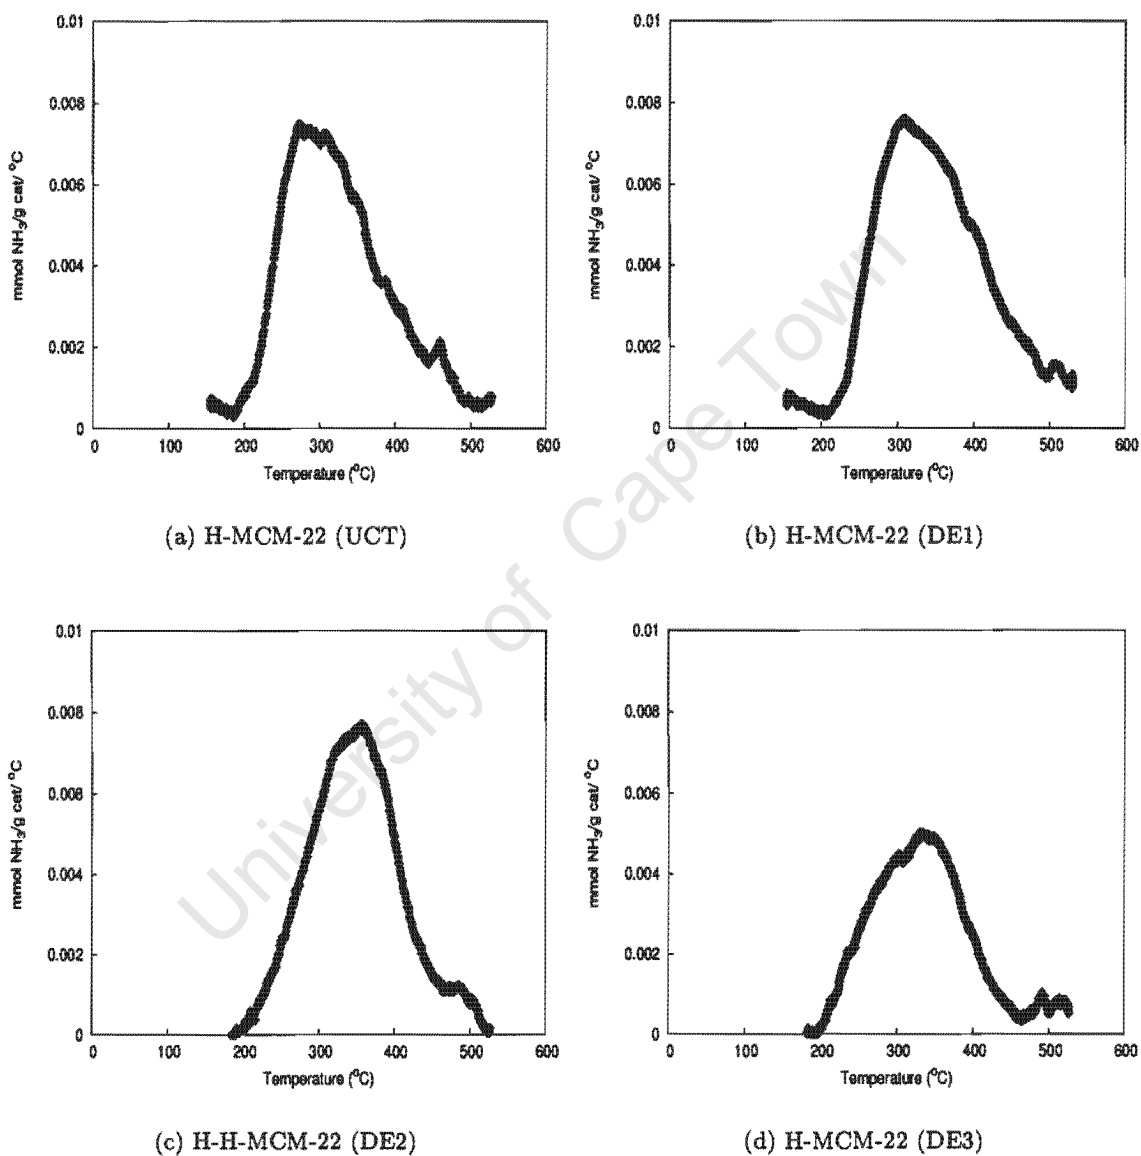 0.01
0.008
0.006
0.004
0.002
0
mmol NH3/g cat/ °C
0 100 200 300 400 500 600
Temperature (°C)
(a) H-MCM-22 (UCT)
0.01
0.008
0.006
0.004
0.002
0
mmol NH3/g cat/ °C
0 100 200 300 400 500 600
Temperature (°C)
(b) H-MCM-22 (DE1)
0.01
0.008
0.006
0.004
0.002
0
mmol NH3/g cat/ °C
0 100 200 300 400 500 600
Temperature (°C)
(c) H-H-MCM-22 (DE2)
0.01
0.008
0.006
0.004
0.002
0
mmol NH3/g cat/ °C
0 100 200 300 400 500 600
Temperature (°C)
(d) H-MCM-22 (DE3)
University of Cape Town